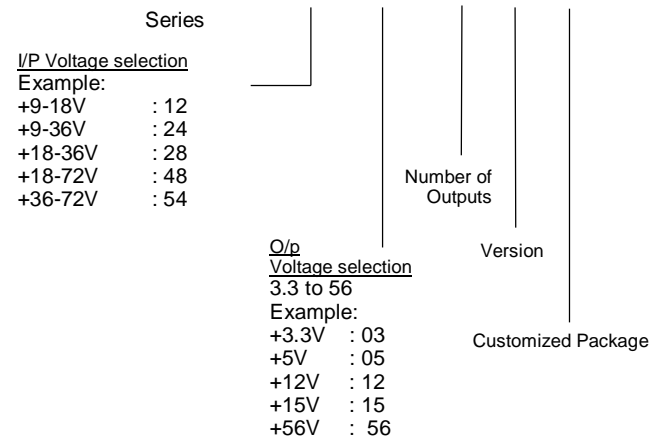 Series
I/P Voltage selection
Example:
+9-18V : 12
+9-36V : 24
+18-36V : 28
+18-72V : 48
+36-72V : 54
Number of
Outputs
Version
O/p
Voltage selection
3.3 to 56
Example:
+3.3V : 03
+5V : 05
+12V : 12
+15V : 15
+56V : 56
Customized Package